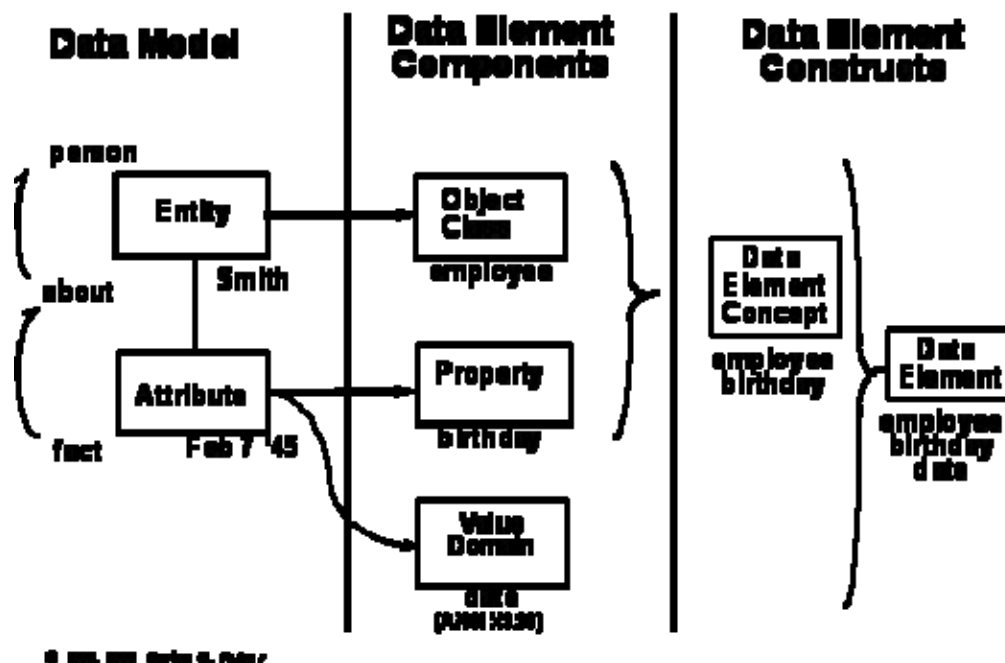 Data Model
Data Element
Components
Data Element
Constructs
person
Entity
Smith
about
Attribute
Feb 7 '45
fact
Object
Class
employee
Property
birthday
Value
Domain
date
Data
Element
Concept
employee
birthday
Data
Element
employee
birthday
date